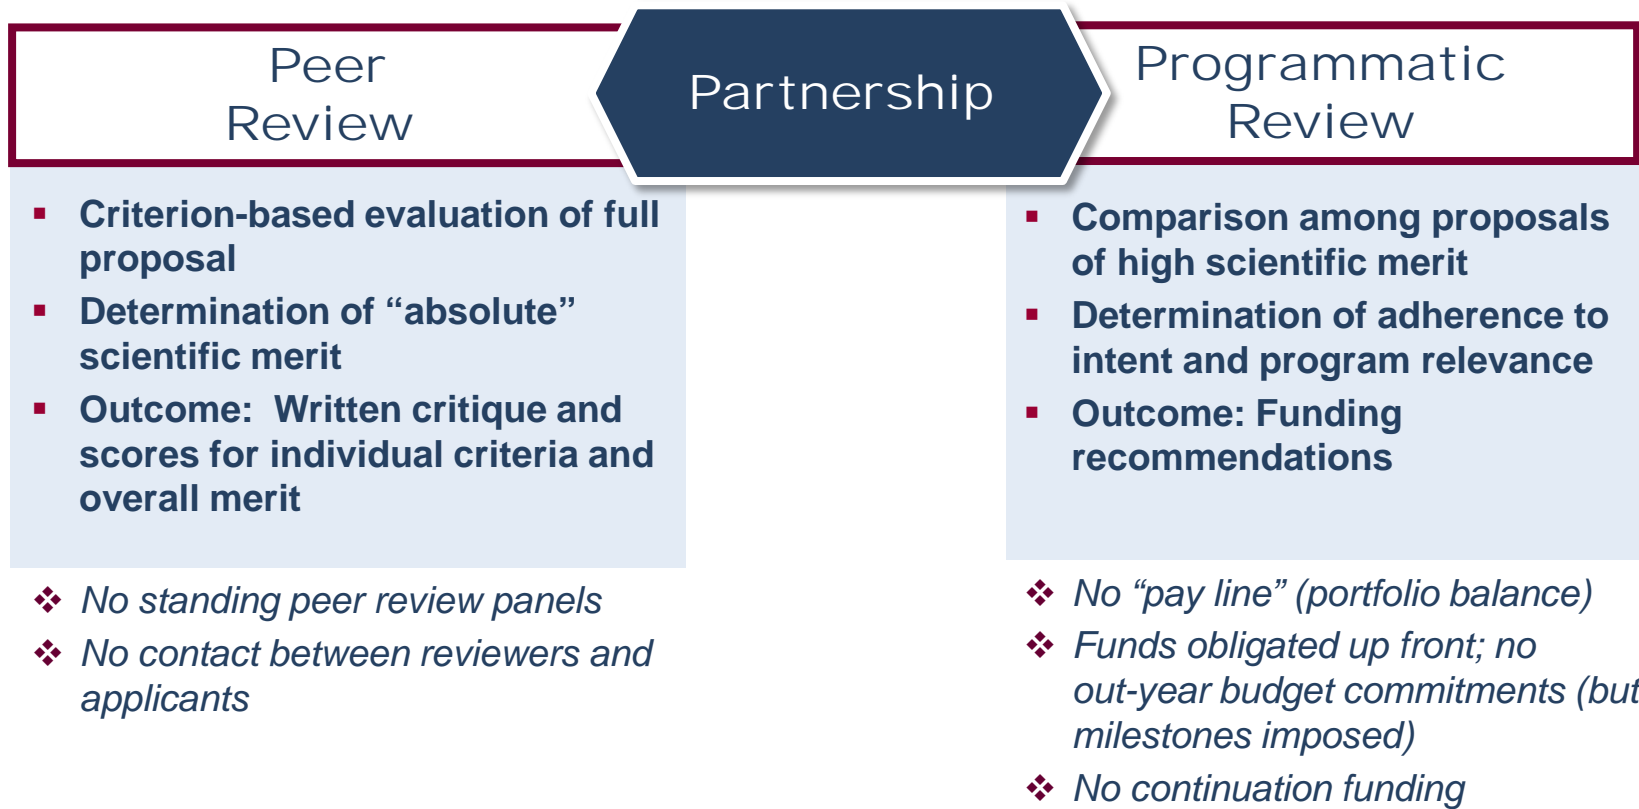 Peer
Review
Partnership
Programmatic
Review
▪ Criterion-based evaluation of full
proposal
▪ Determination of “absolute”
scientific merit
▪ Outcome:  Written critique and
scores for individual criteria and
overall merit
❖ No standing peer review panels
❖ No contact between reviewers and
applicants
▪ Comparison among proposals
of high scientific merit
▪ Determination of adherence to
intent and program relevance
▪ Outcome: Funding
recommendations
❖ No “pay line” (portfolio balance)
❖ Funds obligated up front; no
out-year budget commitments (but
milestones imposed)
❖ No continuation funding